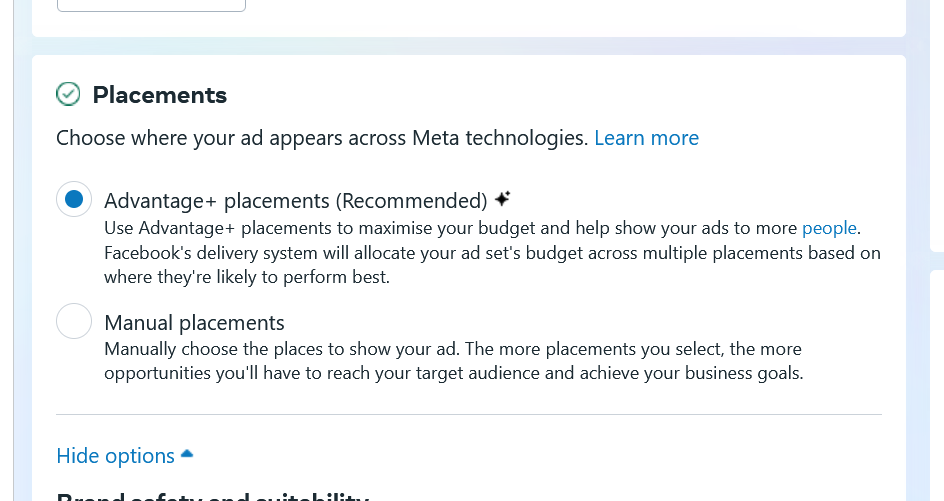 Placements
Choose where your ad appears across Meta technologies. Learn more
Advantage+ placements (Recommended)
Use Advantage+ placements to maximise your budget and help show your ads to more people.
Facebook's delivery system will allocate your ad set's budget across multiple placements based on
where they're likely to perform best.
Manual placements
Manually choose the places to show your ad. The more placements you select, the more
opportunities you'll have to reach your target audience and achieve your business goals.
Hide options
Brand safety and suitability